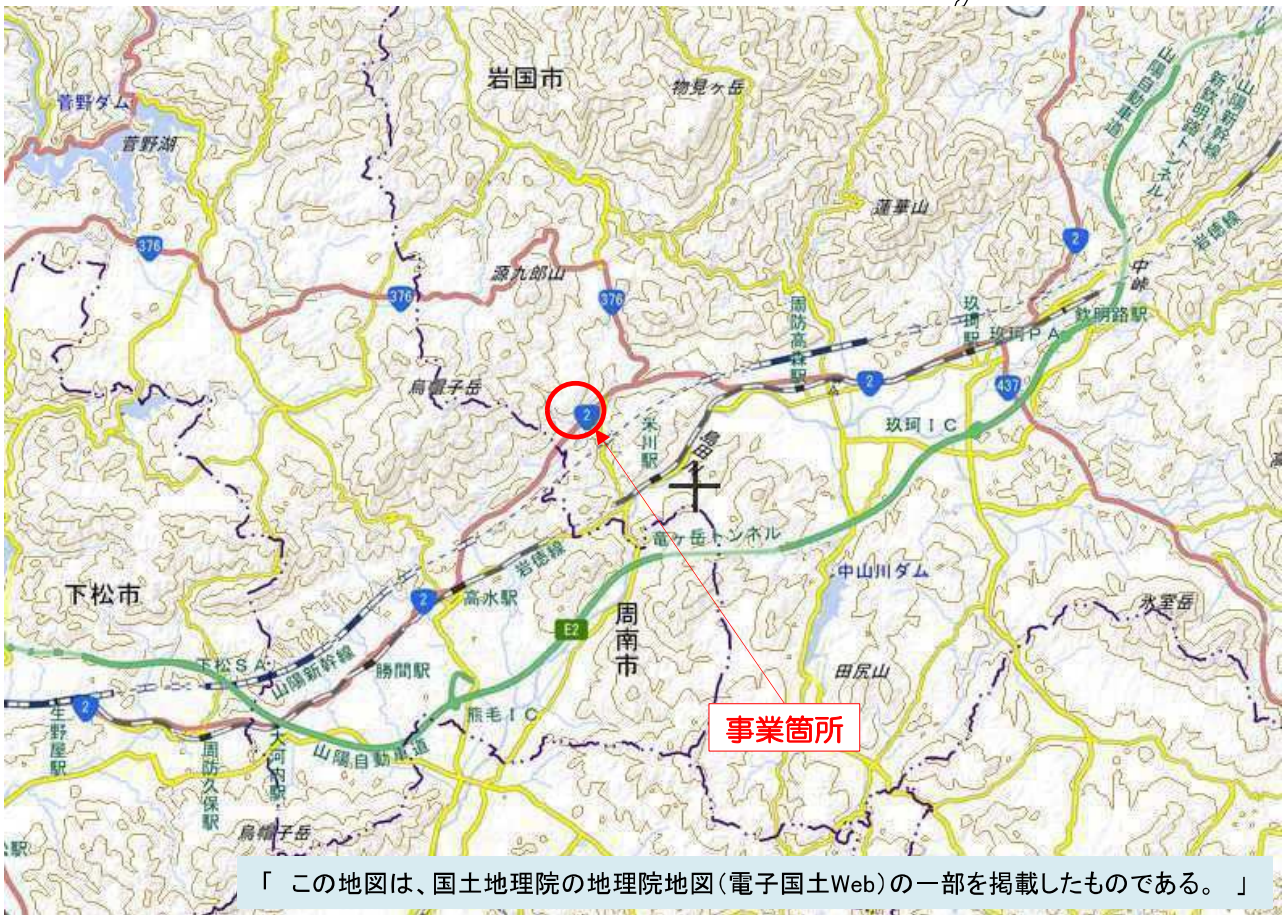 岩国市
物見ヶ岳
菅野ダム
菅野湖
山陽自動車道
山陽新幹線
新欽明路トンネル
蓮華山
岩徳線
2
中峠
376
源九郎山
376
376
周防高森駅
玖珂駅
玖珂PA
欽明路駅
烏帽子岳
2
2
437
米川駅
島田
玖珂IC
竜ヶ岳トンネル
岩徳線
中山川ダム
下松市
2
高水駅
E2
周南市
氷室岳
下松SA
山陽新幹線
勝間駅
田尻山
2
熊毛IC
事業箇所
生野屋駅
周防久保駅
大河内駅
山陽自動車道
烏帽子岳
駅
高
「 この地図は、国土地理院の地理院地図(電子国土Web)の一部を掲載したものである。 」